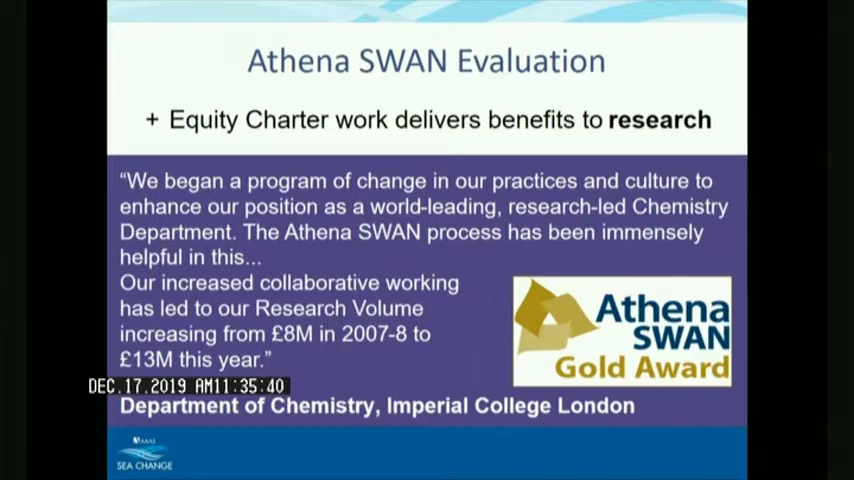 Athena SWAN Evaluation
+ Equity Charter work delivers benefits to research
“We began a program of change in our practices and culture to
enhance our position as a world-leading, research-led Chemistry
Department. The Athena SWAN process has been immensely
helpful in this...
Our increased collaborative working
has led to our Research Volume
increasing from £8M in 2007-8 to
£13M this year.”
Athena
SWAN
Gold Award
DEC.17.2019 AM11:35:40
Department of Chemistry, Imperial College London
AAAS
SEA CHANGE